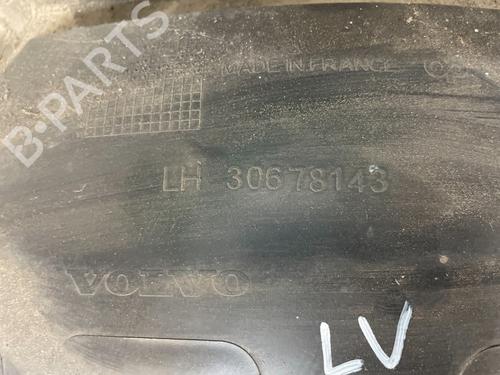 B-PARTS
MADE IN FRANCE
LH 30678143
VOLVO
LV